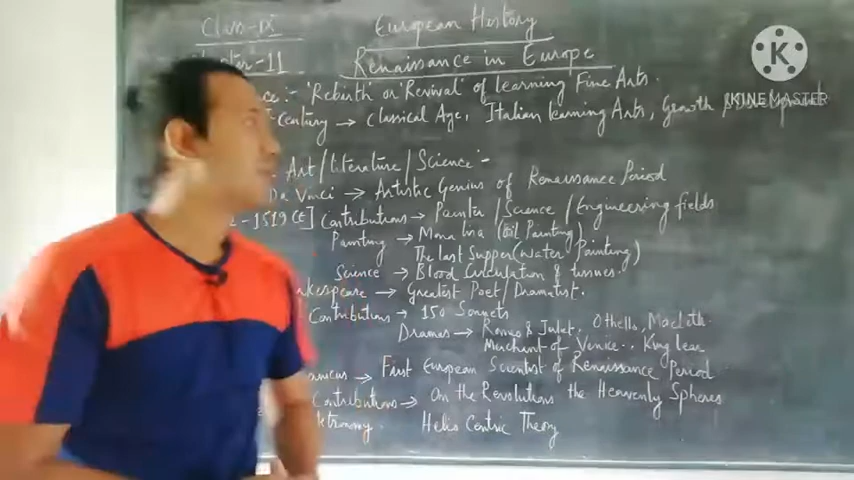 Class-IX
European History
-11
Renaissance in Europe
ce:- 'Rebirth' or 'Revival' of learning Fine Arts.
Century → Classical Age, Italian learning Arts, Growth
Art/literature/Science:-
Da Vinci → Artistic Genius of Renaissance Period
-1519 CE] Contributions → Painter/Science/Engineering fields
Painting → Mona lisa (oil Painting)
The last Supper (water Painting)
Science → Blood Circulation & tissues.
kespeare → Greatest Poet/Dramatist.
Contributions → 150 Sonnets
Dramas → Romeo & Juliet, Othello, Macbeth.
Merchant of Venice.. King lear
nicus → First European Scientist of Renaissance Period
Contributions → On the Revolutions the Heavenly Spheres
Helio Centric Theory
K
KINEMASTER